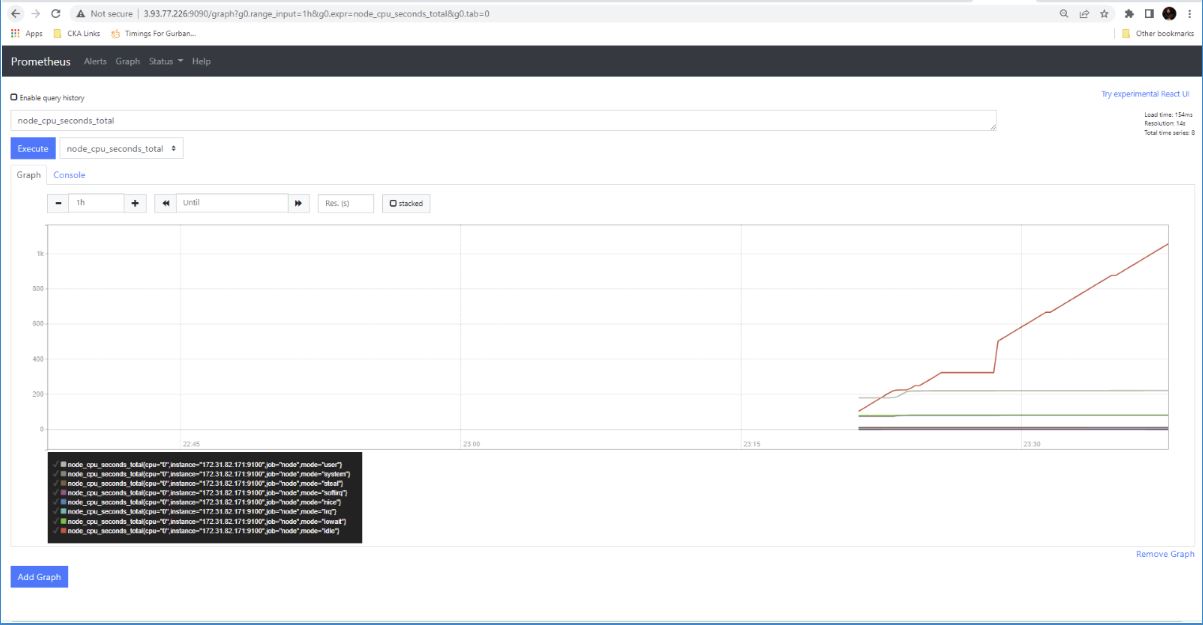 Not secure | 3.93.77.226:9090/graph?g0.range_input=1h&g0.expr=node_cpu_seconds_total&g0.tab=0
Apps CKA Links Timings For Gurban... Other bookmarks
Prometheus Alerts Graph Status Help
Enable query history Try experimental React UI
node_cpu_seconds_total
Load time: 154ms
Resolution: 14s
Total time series: 8
Execute node_cpu_seconds_total
Graph Console
1h Until Res. (s) stacked
1k
800
600
400
200
0
22:45 23:00 23:15 23:30
node_cpu_seconds_total{cpu="0",instance="172.31.82.171:9100",job="node",mode="user"}
node_cpu_seconds_total{cpu="0",instance="172.31.82.171:9100",job="node",mode="system"}
node_cpu_seconds_total{cpu="0",instance="172.31.82.171:9100",job="node",mode="steal"}
node_cpu_seconds_total{cpu="0",instance="172.31.82.171:9100",job="node",mode="softirq"}
node_cpu_seconds_total{cpu="0",instance="172.31.82.171:9100",job="node",mode="nice"}
node_cpu_seconds_total{cpu="0",instance="172.31.82.171:9100",job="node",mode="irq"}
node_cpu_seconds_total{cpu="0",instance="172.31.82.171:9100",job="node",mode="iowait"}
node_cpu_seconds_total{cpu="0",instance="172.31.82.171:9100",job="node",mode="idle"}
Remove Graph
Add Graph